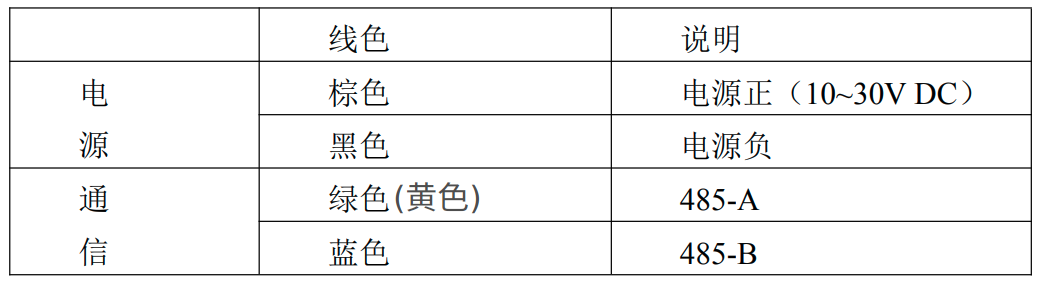 线色 说明
电源 棕色 电源正（10~30V DC）
黑色 电源负
通信 绿色(黄色) 485-A
蓝色 485-B